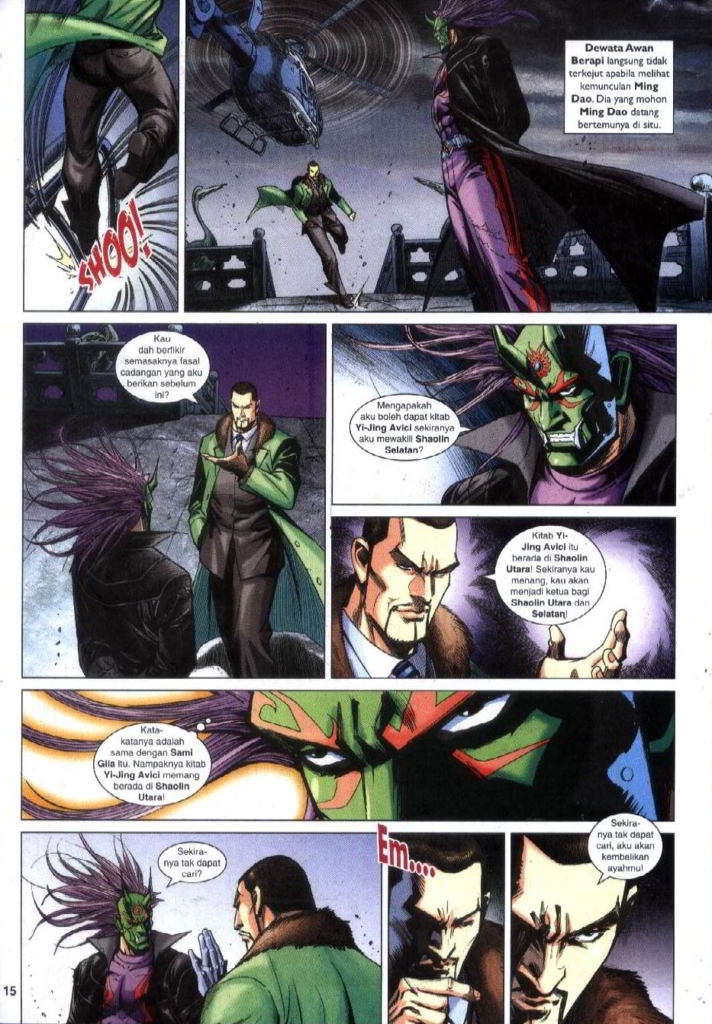 Dewata Awan
Berapi langsung tidak
terkejut apabila melihat
kemunculan Ming
Dao. Dia yang mohon
Ming Dao datang
bertemunya di situ.
SHOO!
Kau
dah berfikir
semasaknya fasal
cadangan yang aku
berikan sebelum
ini?
Mengapakah
aku boleh dapat kitab
Yi-Jing Avici sekiranya
aku mewakili Shaolin
Selatan?
Kitab Yi-
Jing Avici itu
berada di Shaolin
Utara! Sekiranya kau
menang, kau akan
menjadi ketua bagi
Shaolin Utara dan
Selatan!
Kata-
katanya adalah
sama dengan Sami
Gila itu. Nampaknya kitab
Yi-Jing Avici memang
berada di Shaolin
Utara!
Sekira-
nya tak dapat
cari?
Em....
Sekira-
nya tak dapat
cari, aku akan
kembalikan
ayahmu!
15